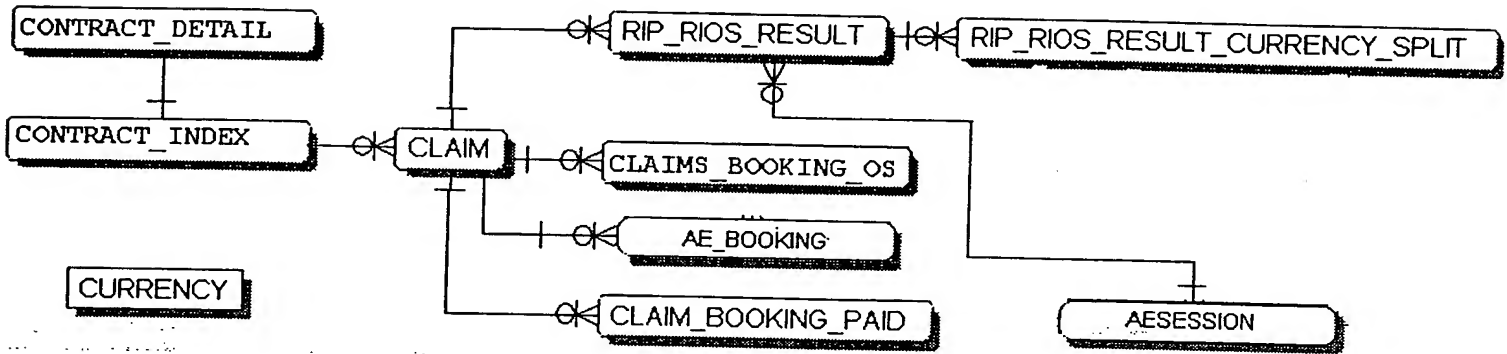 CONTRACT_DETAIL
RIP_RIOS_RESULT
RIP_RIOS_RESULT_CURRENCY_SPLIT
CONTRACT_INDEX
CLAIM
CLAIMS_BOOKING_OS
AE_BOOKING
CURRENCY
CLAIM_BOOKING_PAID
AESESSION